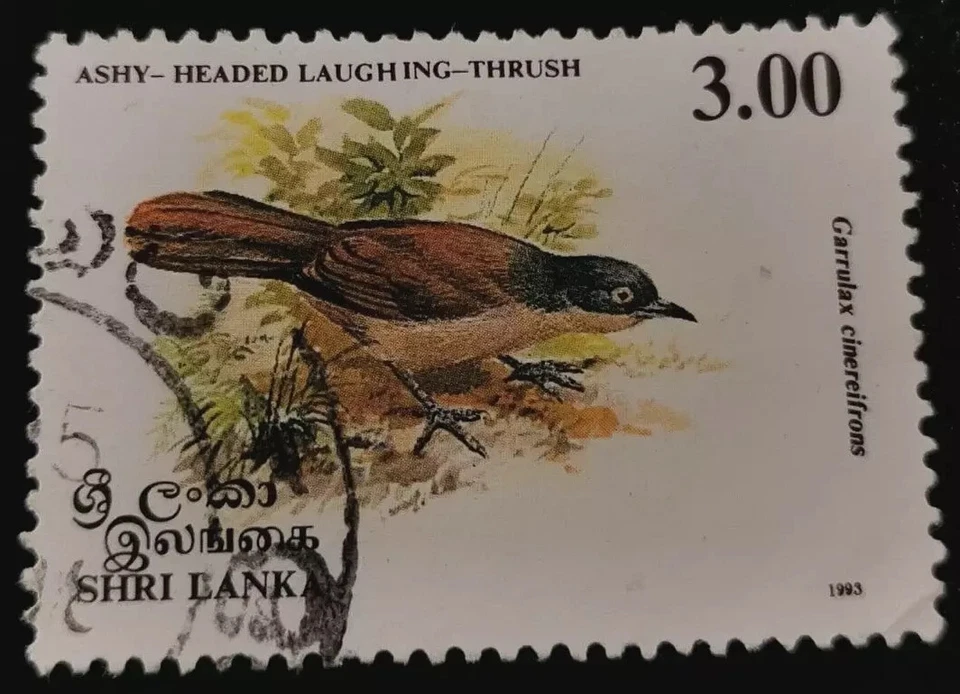 ASHY- HEADED LAUGHING-THRUSH
3.00
Garrulax cinereifrons
ශ්‍රී ලංකා
இலங்கை
SHRI LANKA
1993